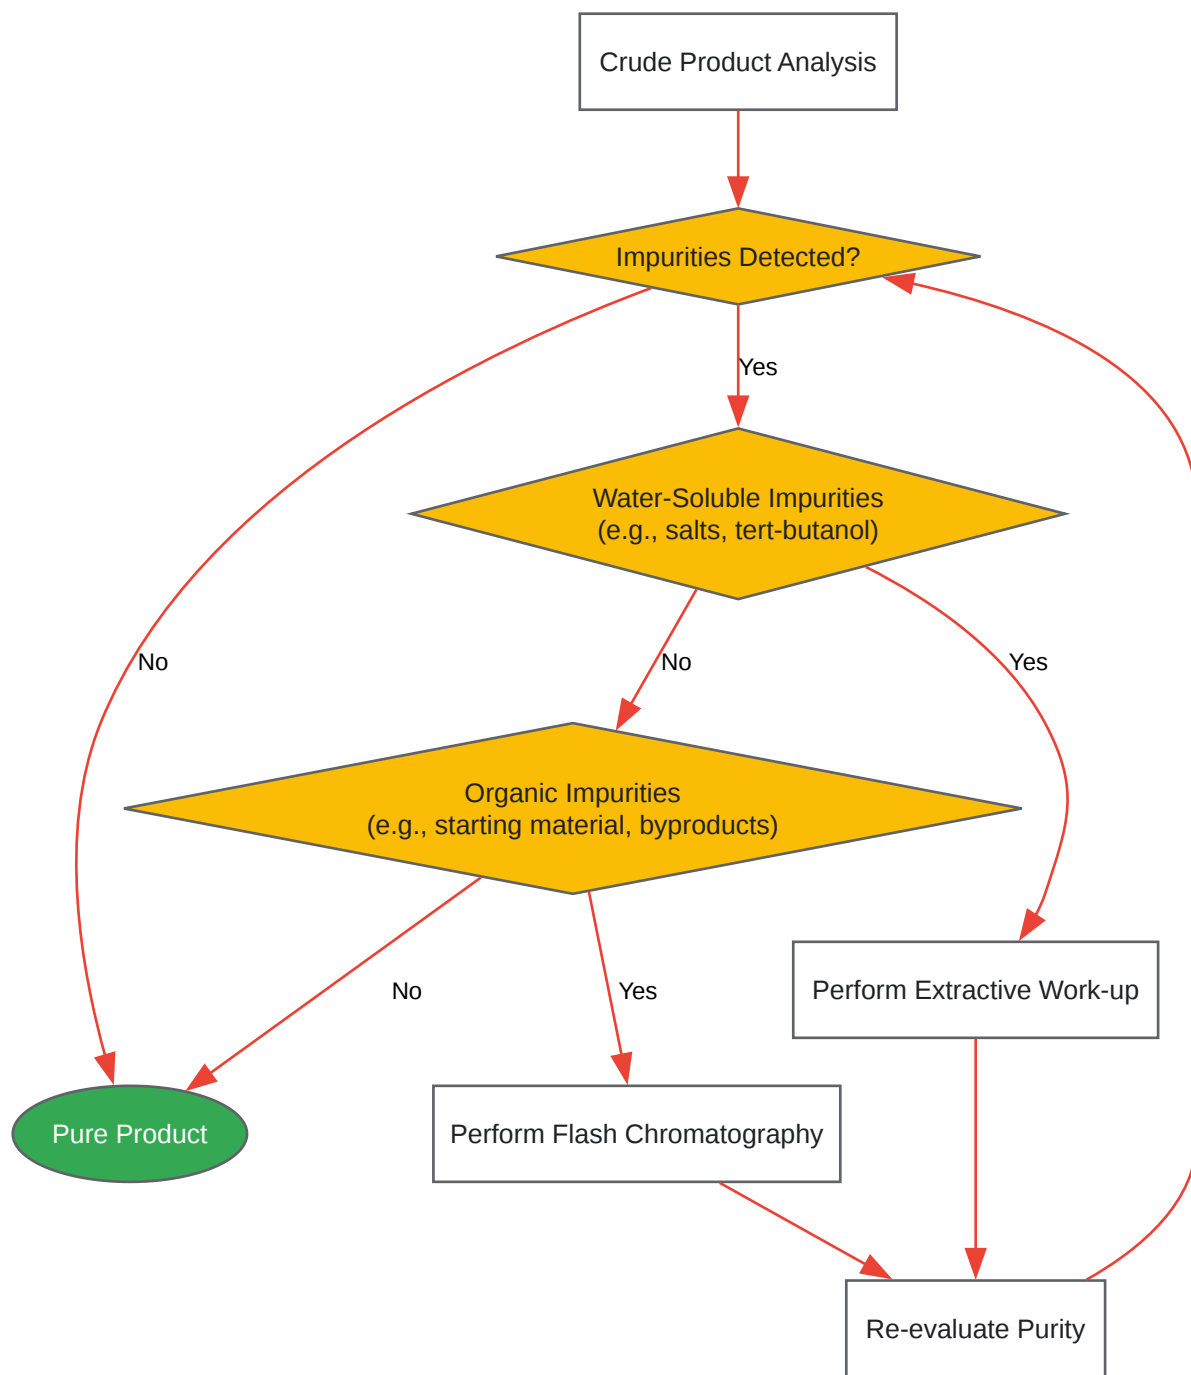 Crude Product Analysis
Impurities Detected?
Yes
Water-Soluble Impurities
(e.g., salts, tert-butanol)
No
No
Yes
Organic Impurities
(e.g., starting material, byproducts)
No
Yes
Perform Extractive Work-up
Pure Product
Perform Flash Chromatography
Re-evaluate Purity